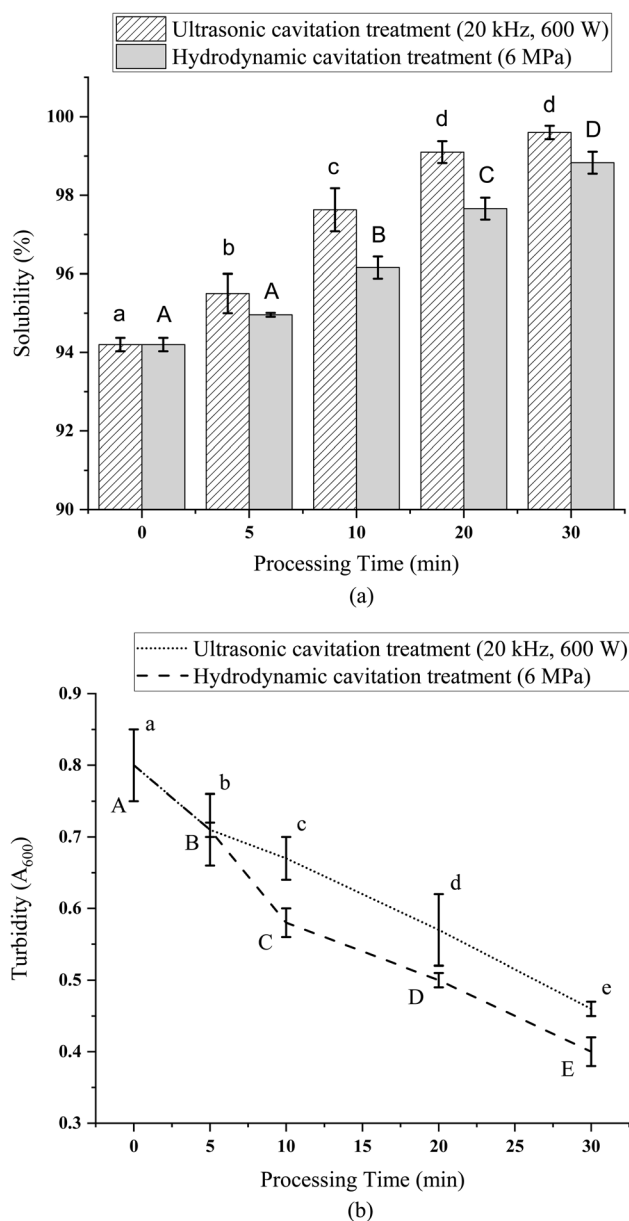 Ultrasonic cavitation treatment (20 kHz, 600 W)
Hydrodynamic cavitation treatment (6 MPa)
100
98
96
94
92
90
Solubility (%)
a
A
b
A
c
B
d
C
d
D
0
5
10
20
30
Processing Time (min)
(a)
Ultrasonic cavitation treatment (20 kHz, 600 W)
Hydrodynamic cavitation treatment (6 MPa)
0.9
0.8
0.7
0.6
0.5
0.4
0.3
Turbidity (A₆₀₀)
a
A
b
B
c
C
d
D
e
E
0
5
10
15
20
25
30
Processing Time (min)
(b)